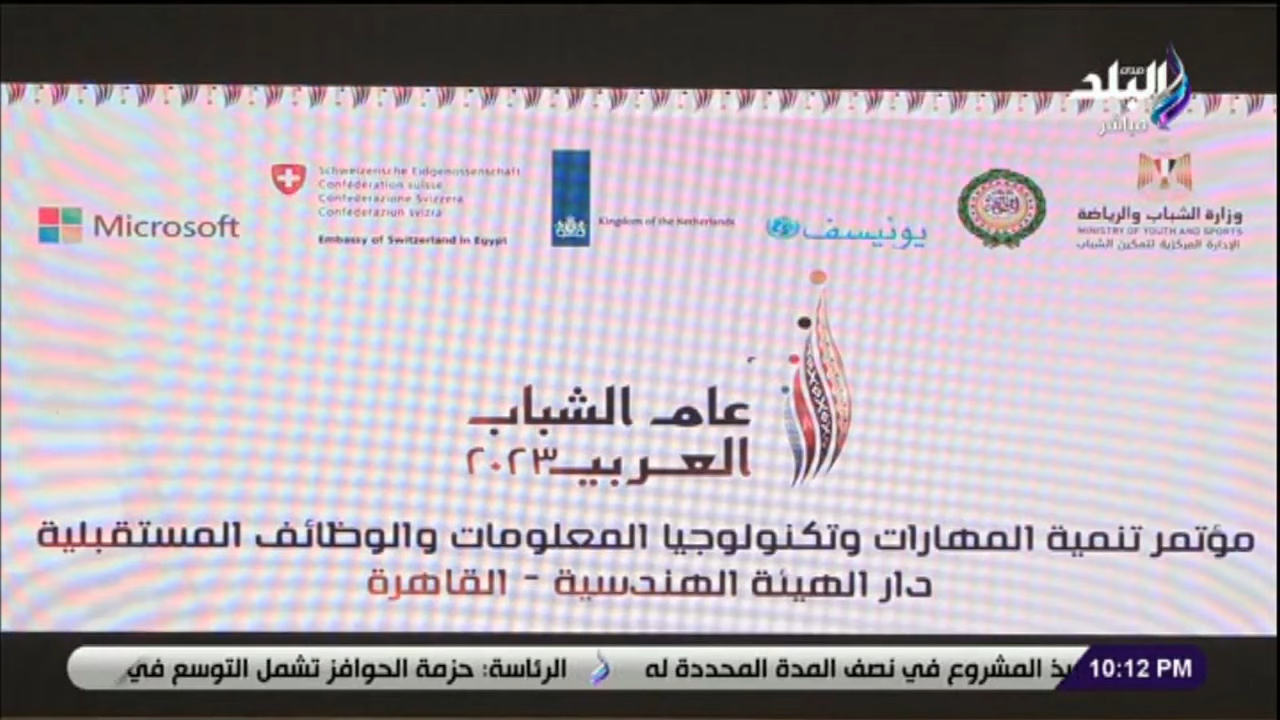 صدى
البلد
مباشر
وزارة الشباب والرياضة
MINISTRY OF YOUTH AND SPORTS
الإدارة المركزية لتمكين الشباب
يونيسف
Kingdom of the Netherlands
Schweizerische Eidgenossenschaft
Confédération suisse
Confederazione Svizzera
Confederaziun svizra
Embassy of Switzerland in Egypt
Microsoft
عام الشباب
العربي ٢٠٢٣
مؤتمر تنمية المهارات وتكنولوجيا المعلومات والوظائف المستقبلية
دار الهيئة الهندسية - القاهرة
10:12 PM
المشروع في نصف المدة المحددة له الرئاسة: حزمة الحوافز تشمل التوسع في